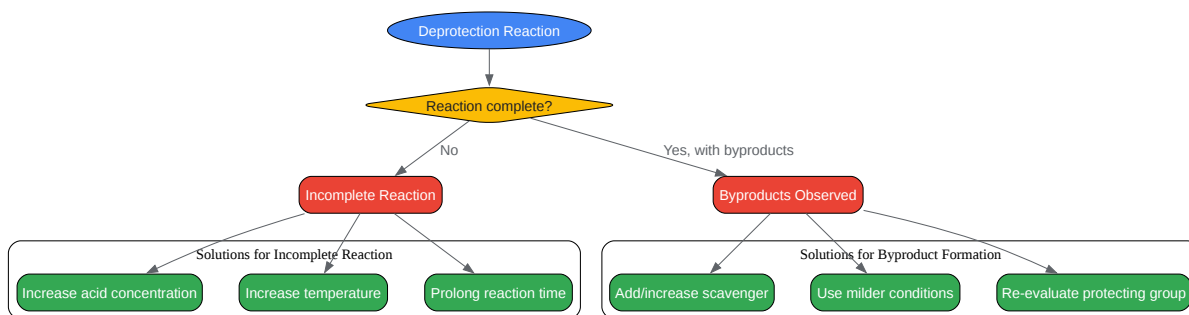 Deprotection Reaction
Reaction complete?
No
Yes, with byproducts
Incomplete Reaction
Byproducts Observed
Solutions for Incomplete Reaction
Solutions for Byproduct Formation
Increase acid concentration
Increase temperature
Prolong reaction time
Add/increase scavenger
Use milder conditions
Re-evaluate protecting group